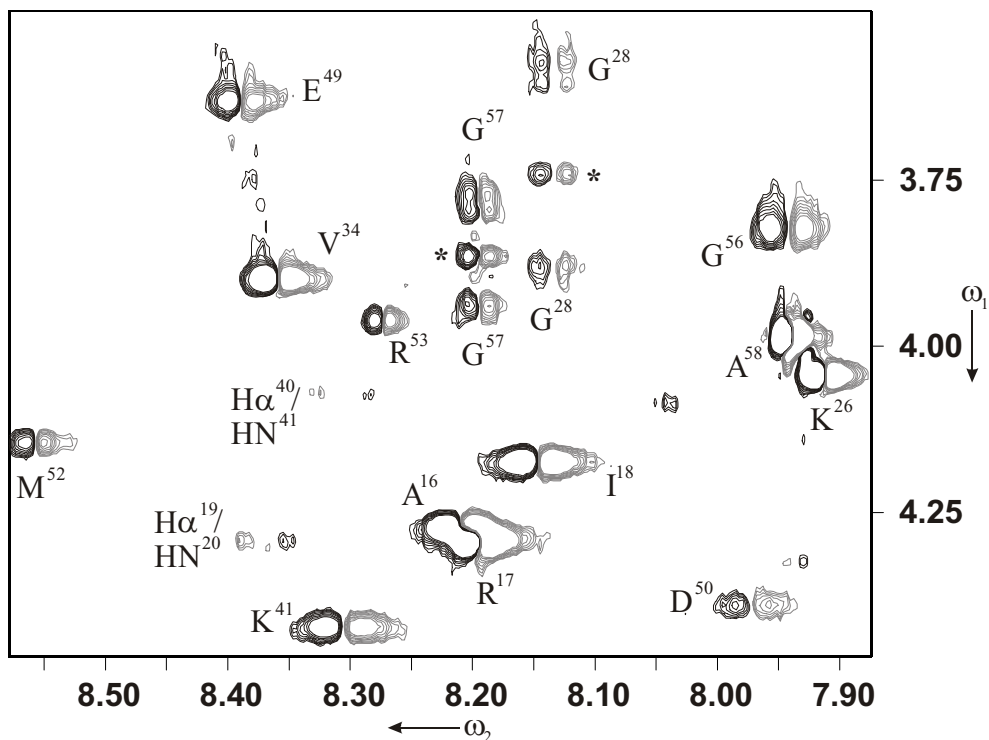 E⁴⁹
G²⁸
G⁵⁷
*
3.75
V³⁴
G⁵⁶
*
ω₁
R⁵³
G²⁸
G⁵⁷
A⁵⁸
4.00
Hα⁴⁰/
HN⁴¹
K²⁶
M⁵²
I¹⁸
A¹⁶
4.25
Hα¹⁹/
HN²⁰
R¹⁷
D⁵⁰
K⁴¹
8.50 8.40 8.30 8.20 8.10 8.00 7.90
ω₂